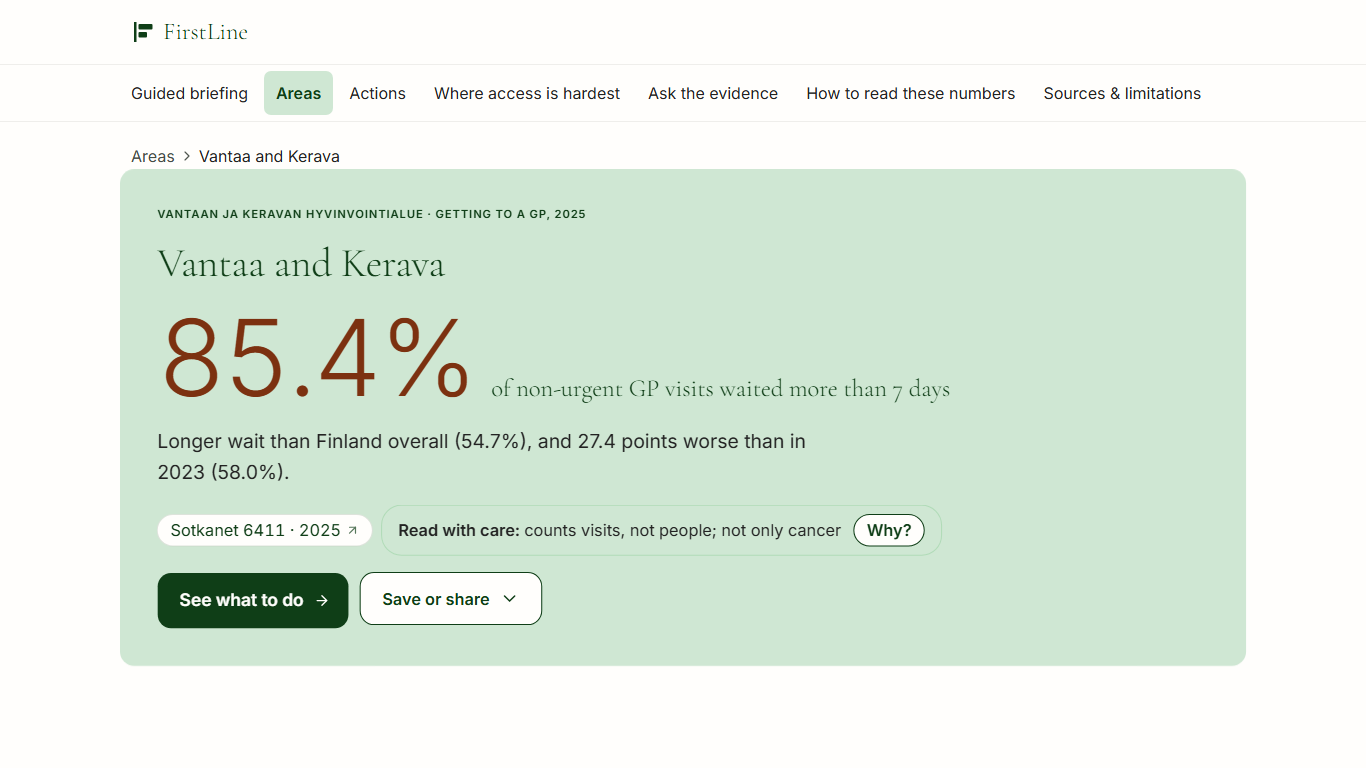 FirstLine
Guided briefing
Areas
Actions
Where access is hardest
Ask the evidence
How to read these numbers
Sources & limitations
Areas > Vantaa and Kerava
VANTAAN JA KERAVAN HYVINVOINTIALUE · GETTING TO A GP, 2025
Vantaa and Kerava
85.4% of non-urgent GP visits waited more than 7 days
Longer wait than Finland overall (54.7%), and 27.4 points worse than in
2023 (58.0%).
Sotkanet 6411 · 2025 ↗
Read with care: counts visits, not people; not only cancer
Why?
See what to do →
Save or share